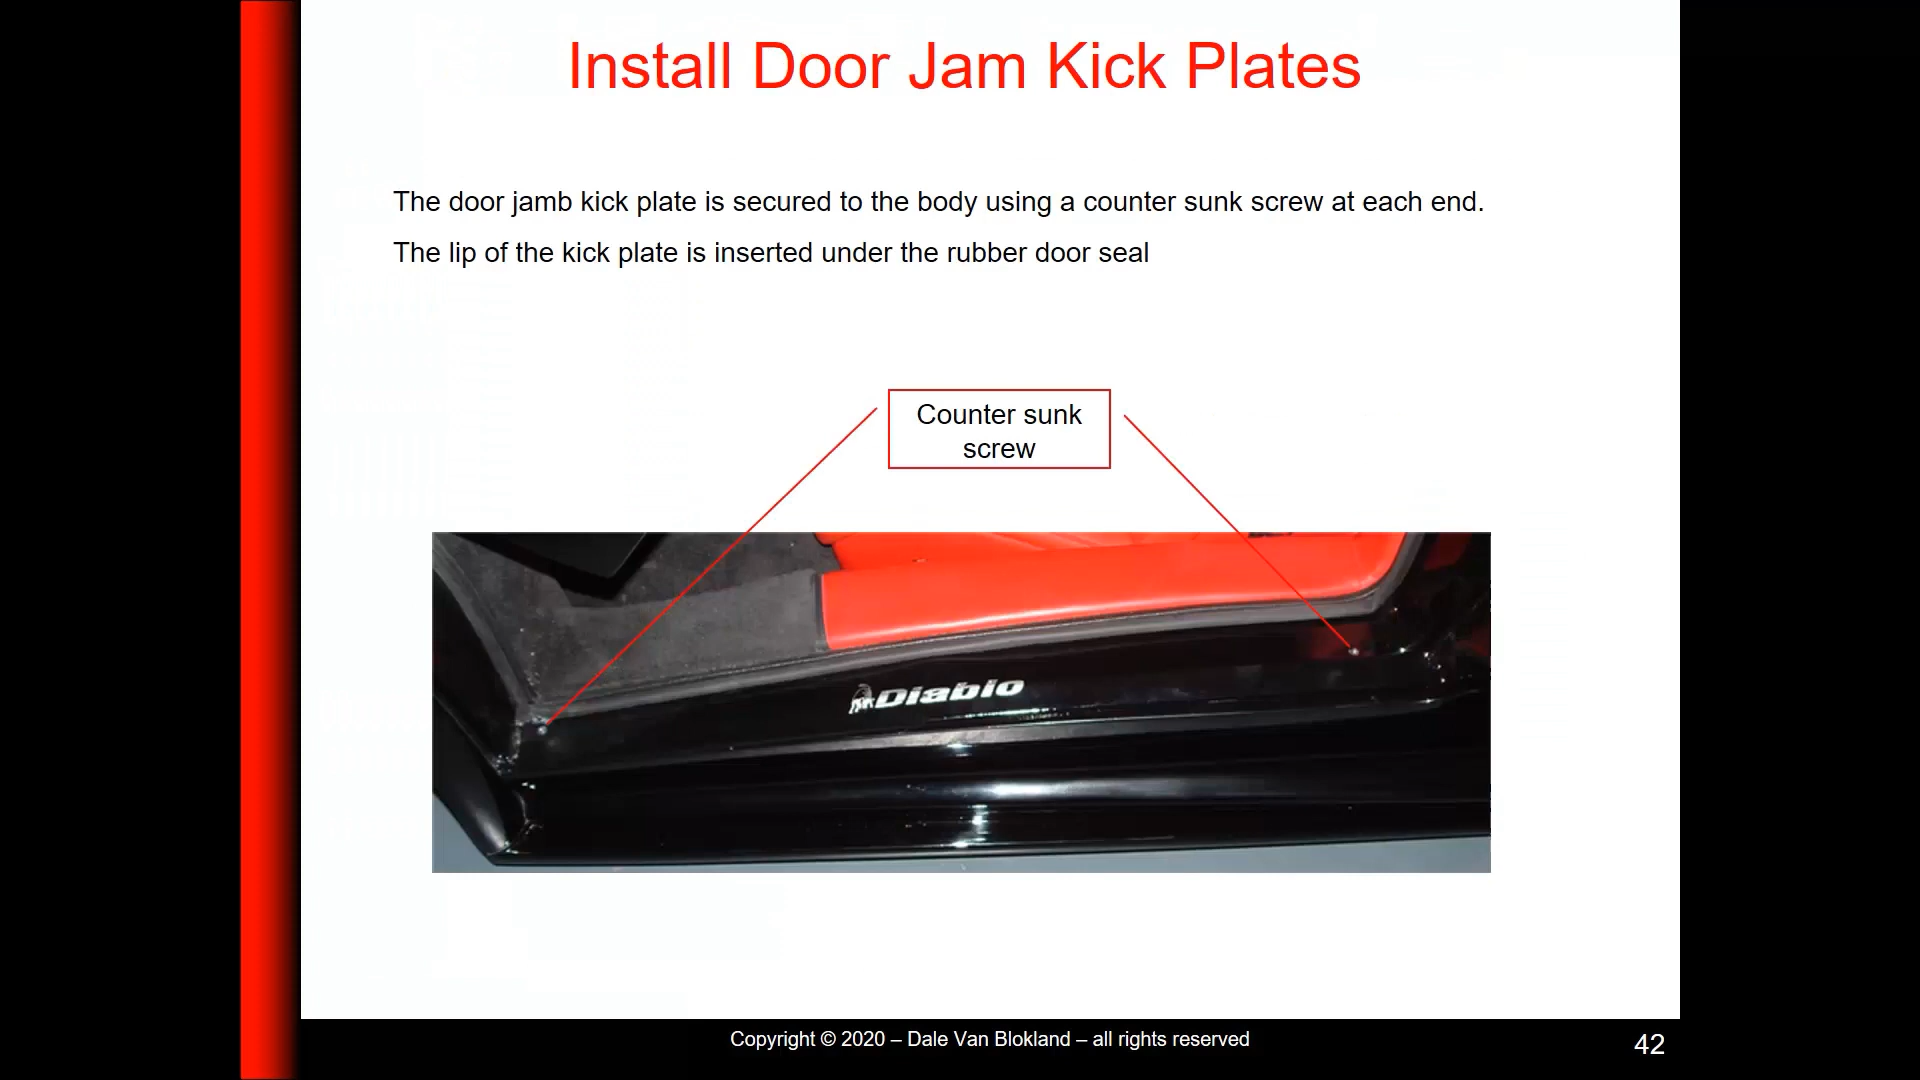 Install Door Jam Kick Plates
The door jamb kick plate is secured to the body using a counter sunk screw at each end.
The lip of the kick plate is inserted under the rubber door seal
Counter sunk
screw
Diablo
Copyright © 2020 – Dale Van Blokland – all rights reserved
42